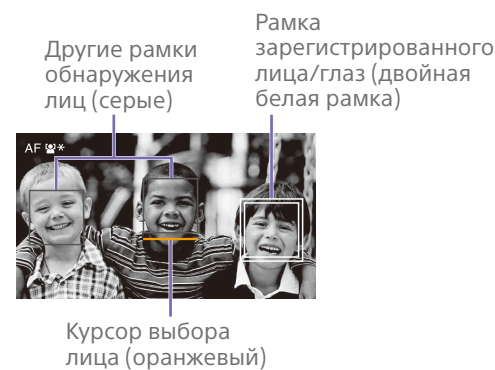 Рамка
зарегистрированного
лица/глаз (двойная
белая рамка)
Другие рамки
обнаружения
лиц (серые)
AF
Курсор выбора
лица (оранжевый)